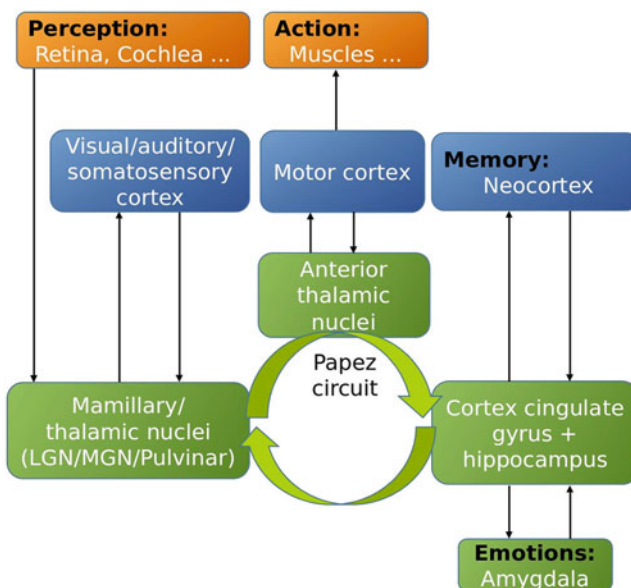 Perception:
Retina, Cochlea ...
Action:
Muscles ...
Visual/auditory/
somatosensory
cortex
Motor cortex
Memory:
Neocortex
Anterior
thalamic
nuclei
Papez
circuit
Mamillary/
thalamic nuclei
(LGN/MGN/Pulvinar)
Cortex cingulate
gyrus +
hippocampus
Emotions:
Amygdala